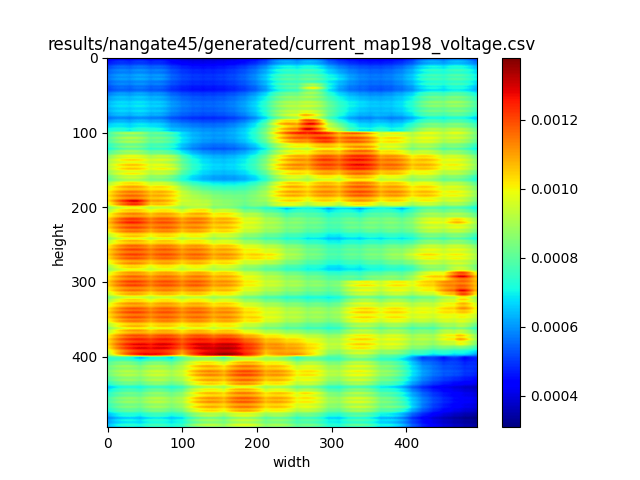 results/nangate45/generated/current_map198_voltage.csv
0
100
200
300
400
height
0 100 200 300 400
width
0.0012
0.0010
0.0008
0.0006
0.0004